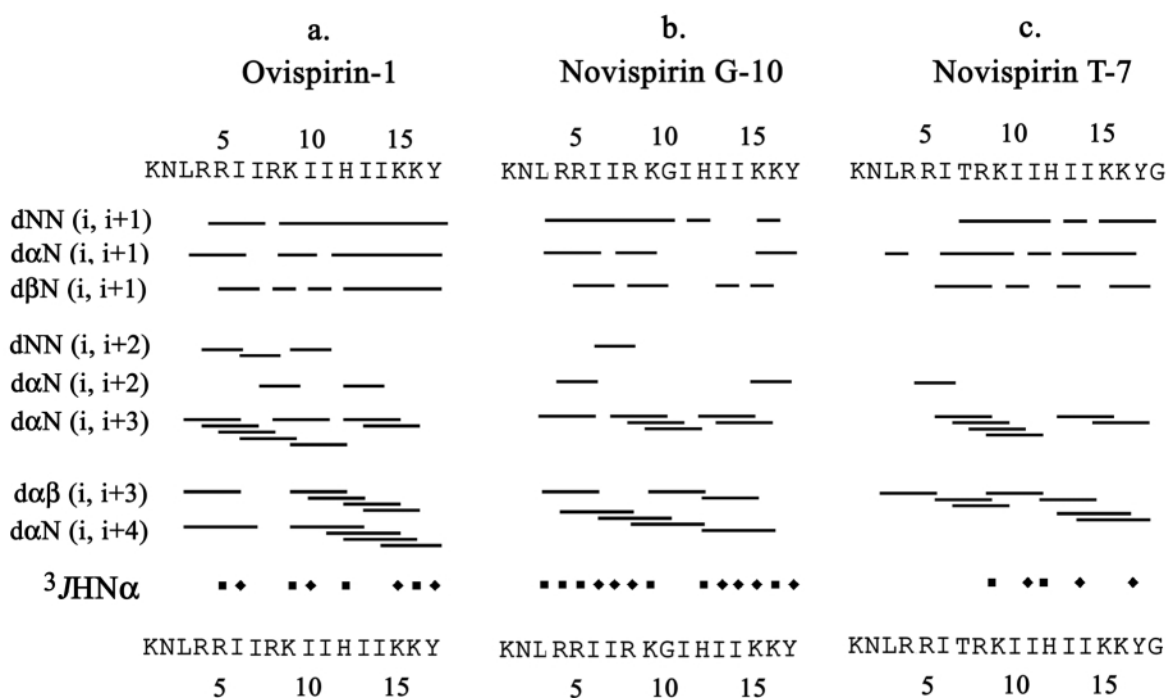 a. b. c.
Ovispirin-1 Novispirin G-10 Novispirin T-7
5 10 15 5 10 15 5 10 15
KNLRRIIRKIIHIIKKY KNLRRIIRKGIHIIKKY KNLRRITRKIIHIIKKYG
dNN (i, i+1)
dαN (i, i+1)
dβN (i, i+1)
dNN (i, i+2)
dαN (i, i+2)
dαN (i, i+3)
dαβ (i, i+3)
dαN (i, i+4)
³JHNα
KNLRRIIRKIIHIIKKY KNLRRIIRKGIHIIKKY KNLRRITRKIIHIIKKYG
5 10 15 5 10 15 5 10 15